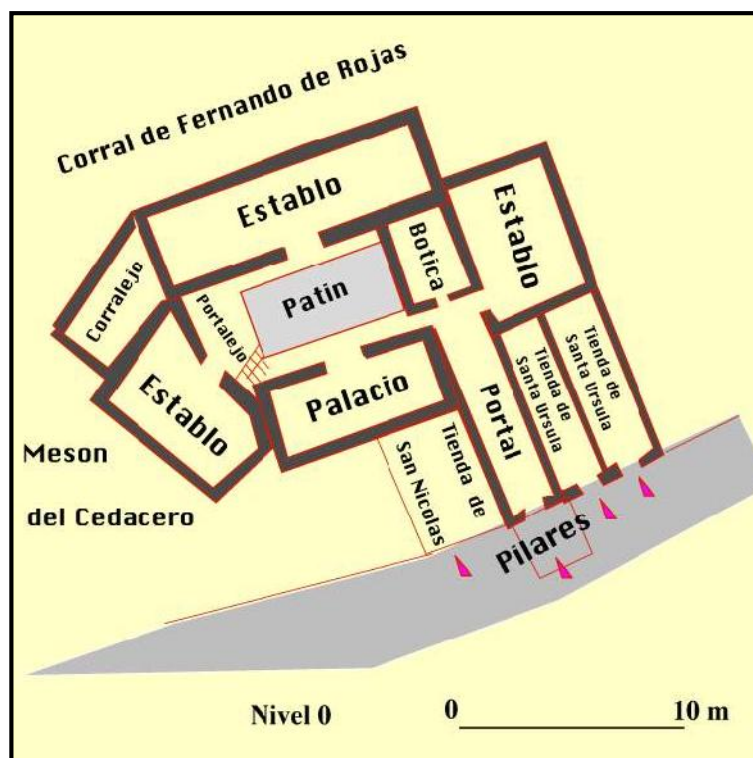 Corral de Fernando de Rojas
Establo
Establo
Botica
Corralejo
Portalejo
Patin
Establo
Palacio
Portal
Tienda de
Santa Ursula
Tienda de
Santa Ursula
Tienda de
San Nicolas
Meson
del Cedacero
Pilares
Nivel 0
0
10 m